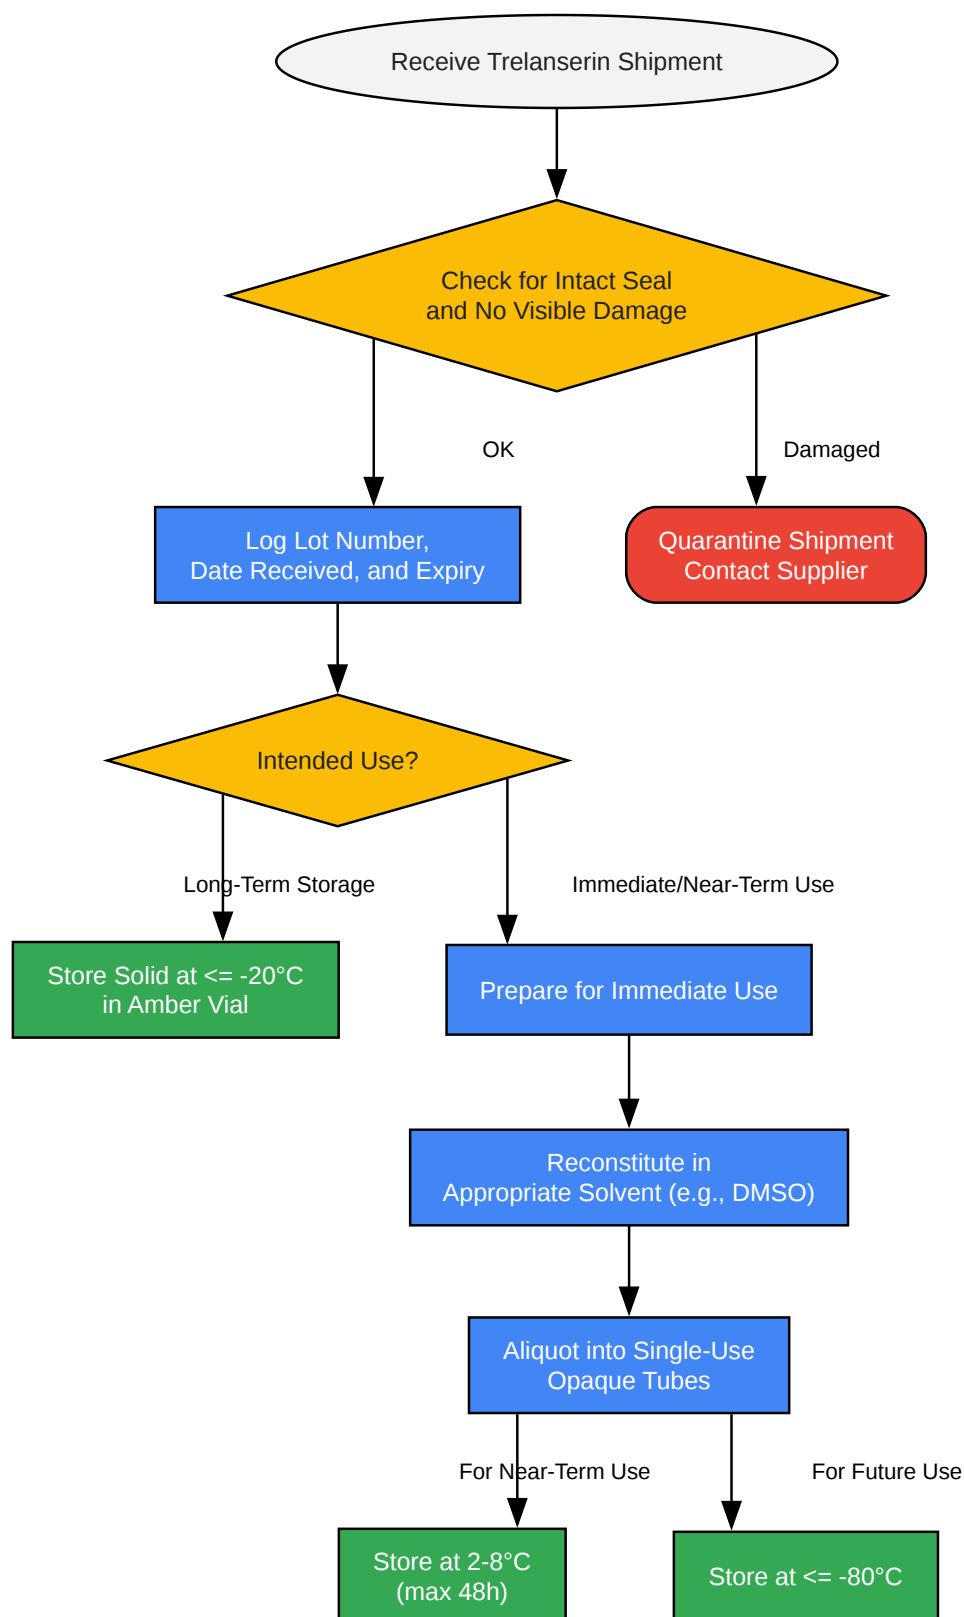 Receive Trelanserin Shipment
Check for Intact Seal
and No Visible Damage
OK
Damaged
Log Lot Number,
Date Received, and Expiry
Quarantine Shipment
Contact Supplier
Intended Use?
Long-Term Storage
Immediate/Near-Term Use
Store Solid at <= -20°C
in Amber Vial
Prepare for Immediate Use
Reconstitute in
Appropriate Solvent (e.g., DMSO)
Aliquot into Single-Use
Opaque Tubes
For Near-Term Use
For Future Use
Store at 2-8°C
(max 48h)
Store at <= -80°C